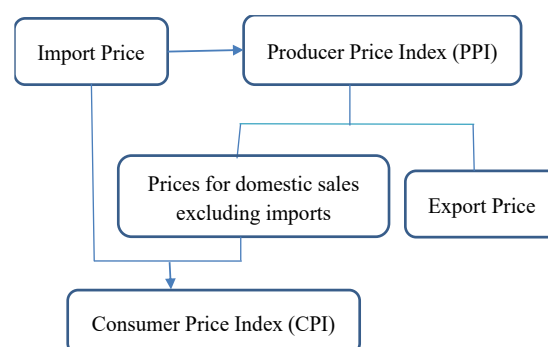 Import Price
Producer Price Index (PPI)
Prices for domestic sales
excluding imports
Export Price
Consumer Price Index (CPI)